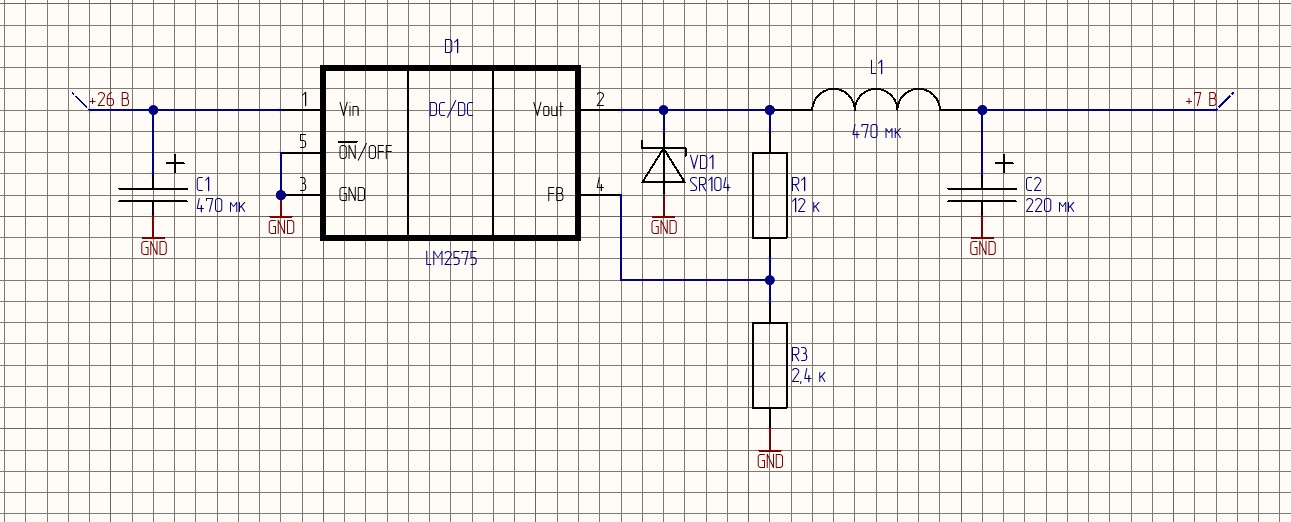 D1
L1
+26 В
1
Vin
DC/DC
Vout
2
+7 В
470 мк
5
ON/OFF
VD1
SR104
3
GND
FB
4
C1
470 мк
R1
12 к
C2
220 мк
GND
GND
GND
GND
LM2575
R3
2,4 к
GND